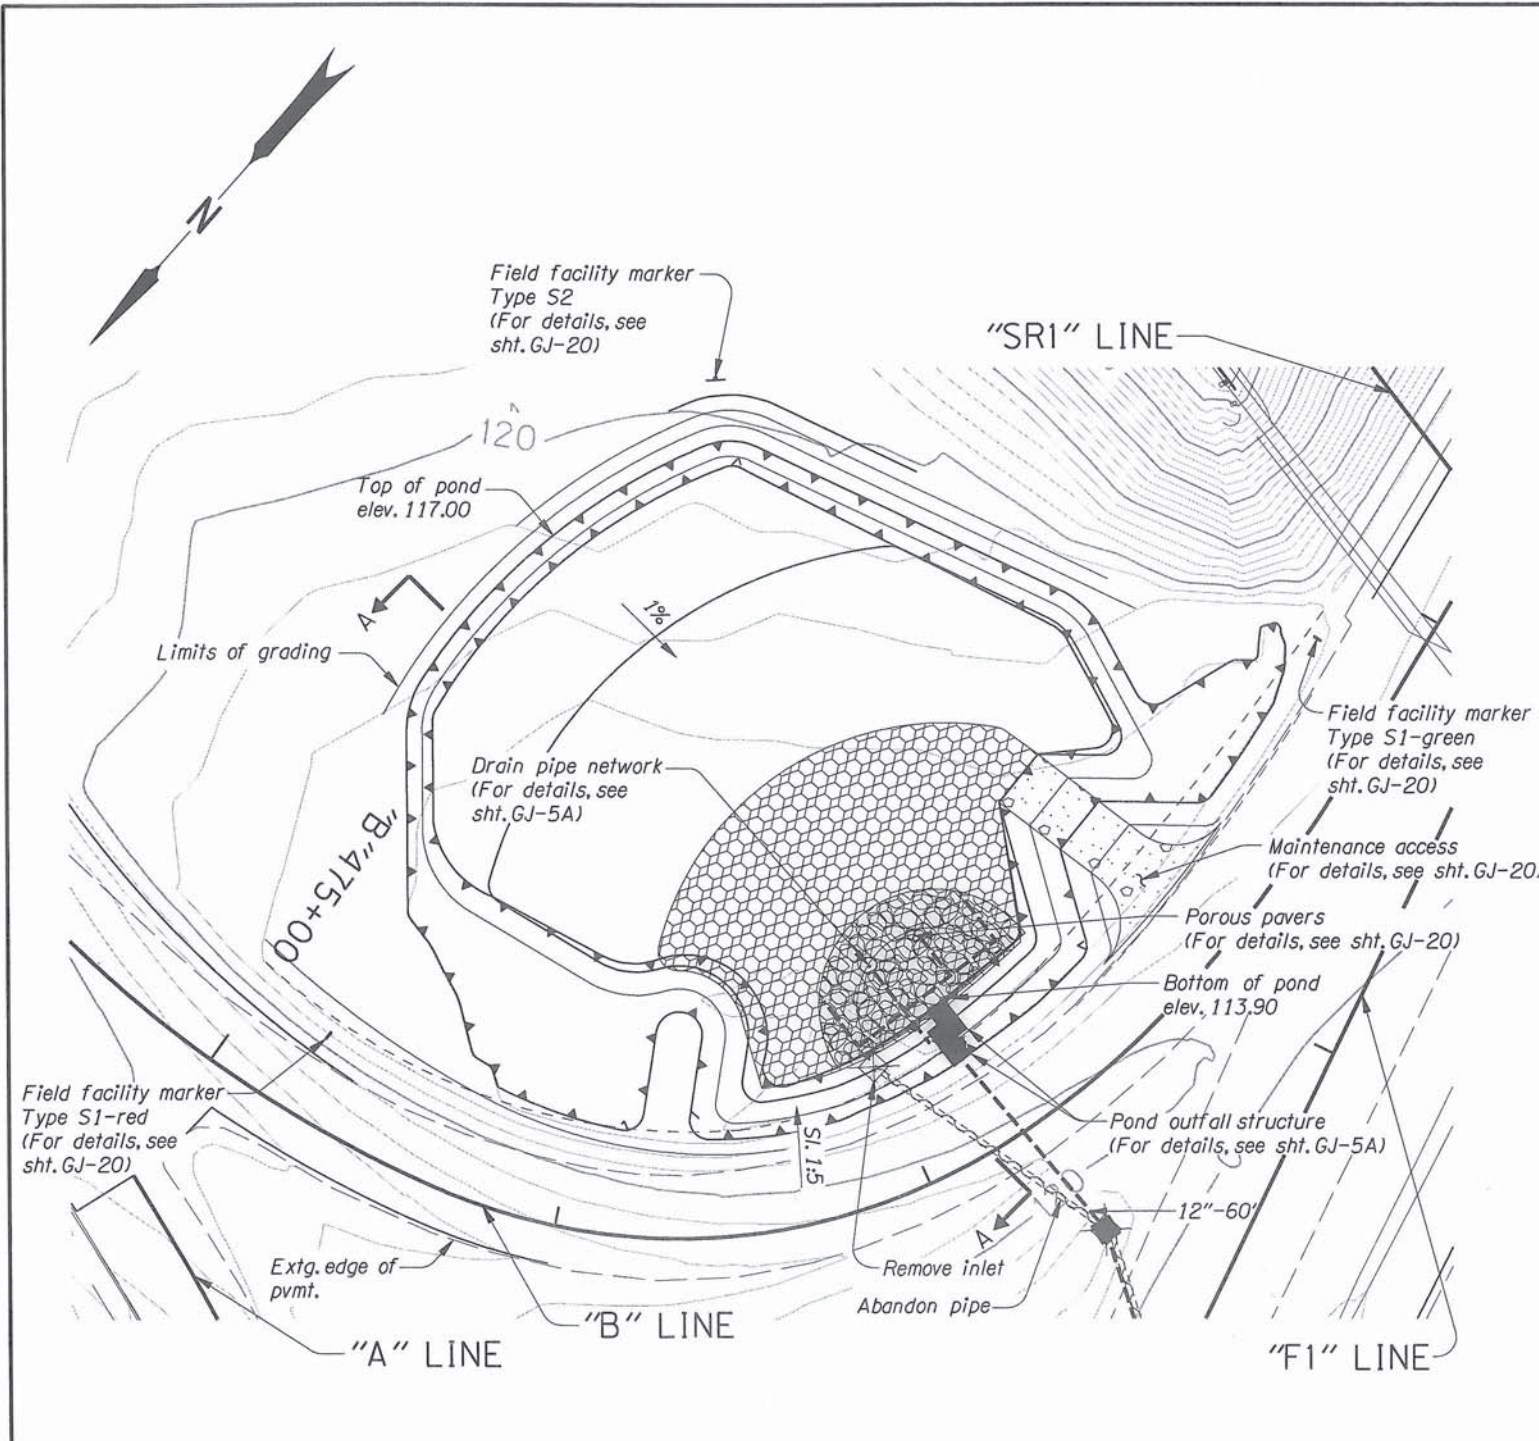 N
Field facility marker
Type S2
(For details, see
sht. GJ-20)
"SR1" LINE
120
Top of pond
elev. 117.00
A
1%
Limits of grading
Field facility marker
Type S1-green
(For details, see
sht. GJ-20)
Drain pipe network
(For details, see
sht. GJ-5A)
"B" 475+00
Maintenance access
(For details, see sht. GJ-20)
Porous pavers
(For details, see sht. GJ-20)
Bottom of pond
elev. 113.90
Field facility marker
Type S1-red
(For details, see
sht. GJ-20)
Pond outfall structure
(For details, see sht. GJ-5A)
Sl. 1:5
12"-60'
A
Extg. edge of
pvmt.
Remove inlet
Abandon pipe
"B" LINE
"A" LINE
"F1" LINE